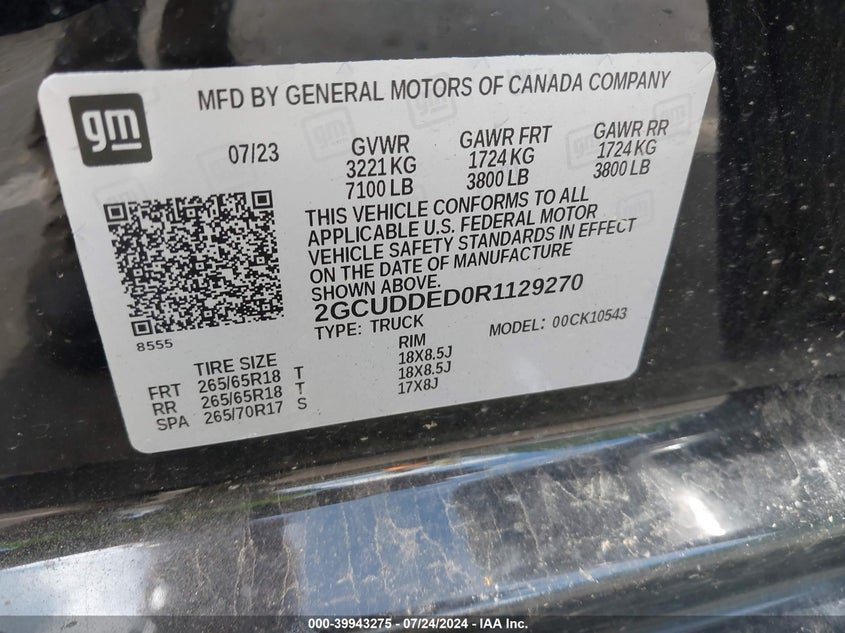 MFD BY GENERAL MOTORS OF CANADA COMPANY
gm
07/23 GVWR GAWR FRT GAWR RR
3221 KG 1724 KG 1724 KG
7100 LB 3800 LB 3800 LB
THIS VEHICLE CONFORMS TO ALL
APPLICABLE U.S. FEDERAL MOTOR
VEHICLE SAFETY STANDARDS IN EFFECT
ON THE DATE OF MANUFACTURE
SHOWN ABOVE.
2GCUDDED0R1129270
TYPE: TRUCK MODEL: 00CK10543
8555
TIRE SIZE RIM
FRT 265/65R18 T 18X8.5J
RR 265/65R18 T 18X8.5J
SPA 265/70R17 S 17X8J
000-39943275 - 07/24/2024 - IAA Inc.